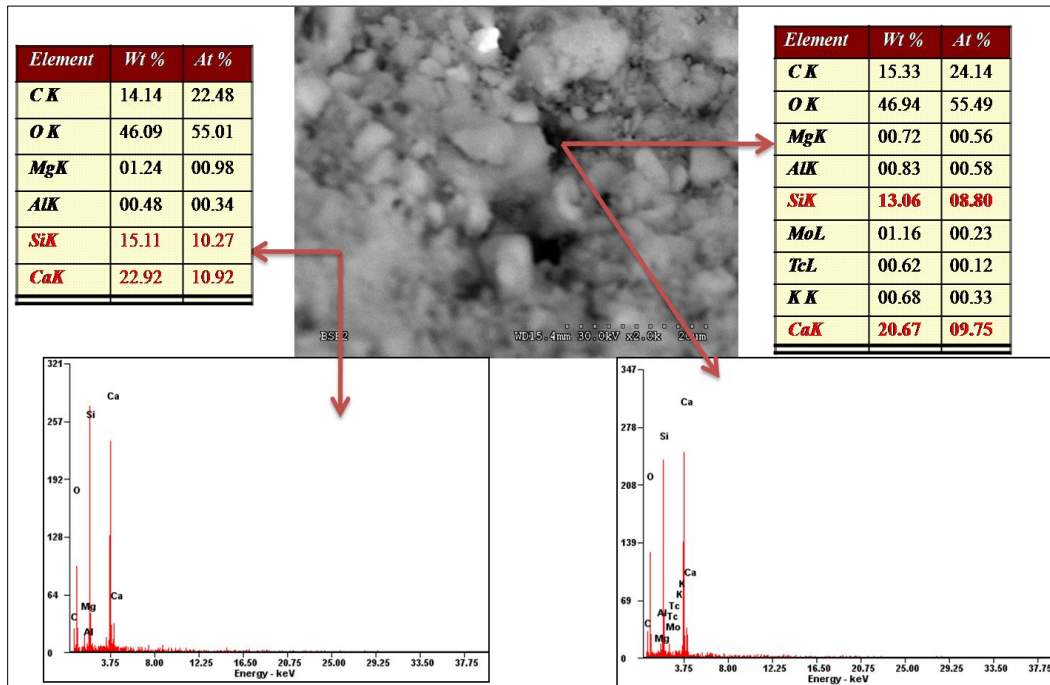 Element Wt % At %
C K 14.14 22.48
O K 46.09 55.01
MgK 01.24 00.98
AlK 00.48 00.34
SiK 15.11 10.27
CaK 22.92 10.92
BSE2 WD15.4mm 30.0kV x2.0k 20um
Element Wt % At %
C K 15.33 24.14
O K 46.94 55.49
MgK 00.72 00.56
AlK 00.83 00.58
SiK 13.06 08.80
MoL 01.16 00.23
TcL 00.62 00.12
K K 00.68 00.33
CaK 20.67 09.75
321
Ca
Si
257
192
O
128
64
Mg
Ca
C
Al
0
3.75 8.00 12.25 16.50 20.75 25.00 29.25 33.50 37.75
Energy - keV
347
Ca
278
Si
O
208
139
Ca
K
K
69
Tc
Al
Tc
C
Mo
Mg
0
3.75 8.00 12.25 16.50 20.75 25.00 29.25 33.50 37.75
Energy - keV